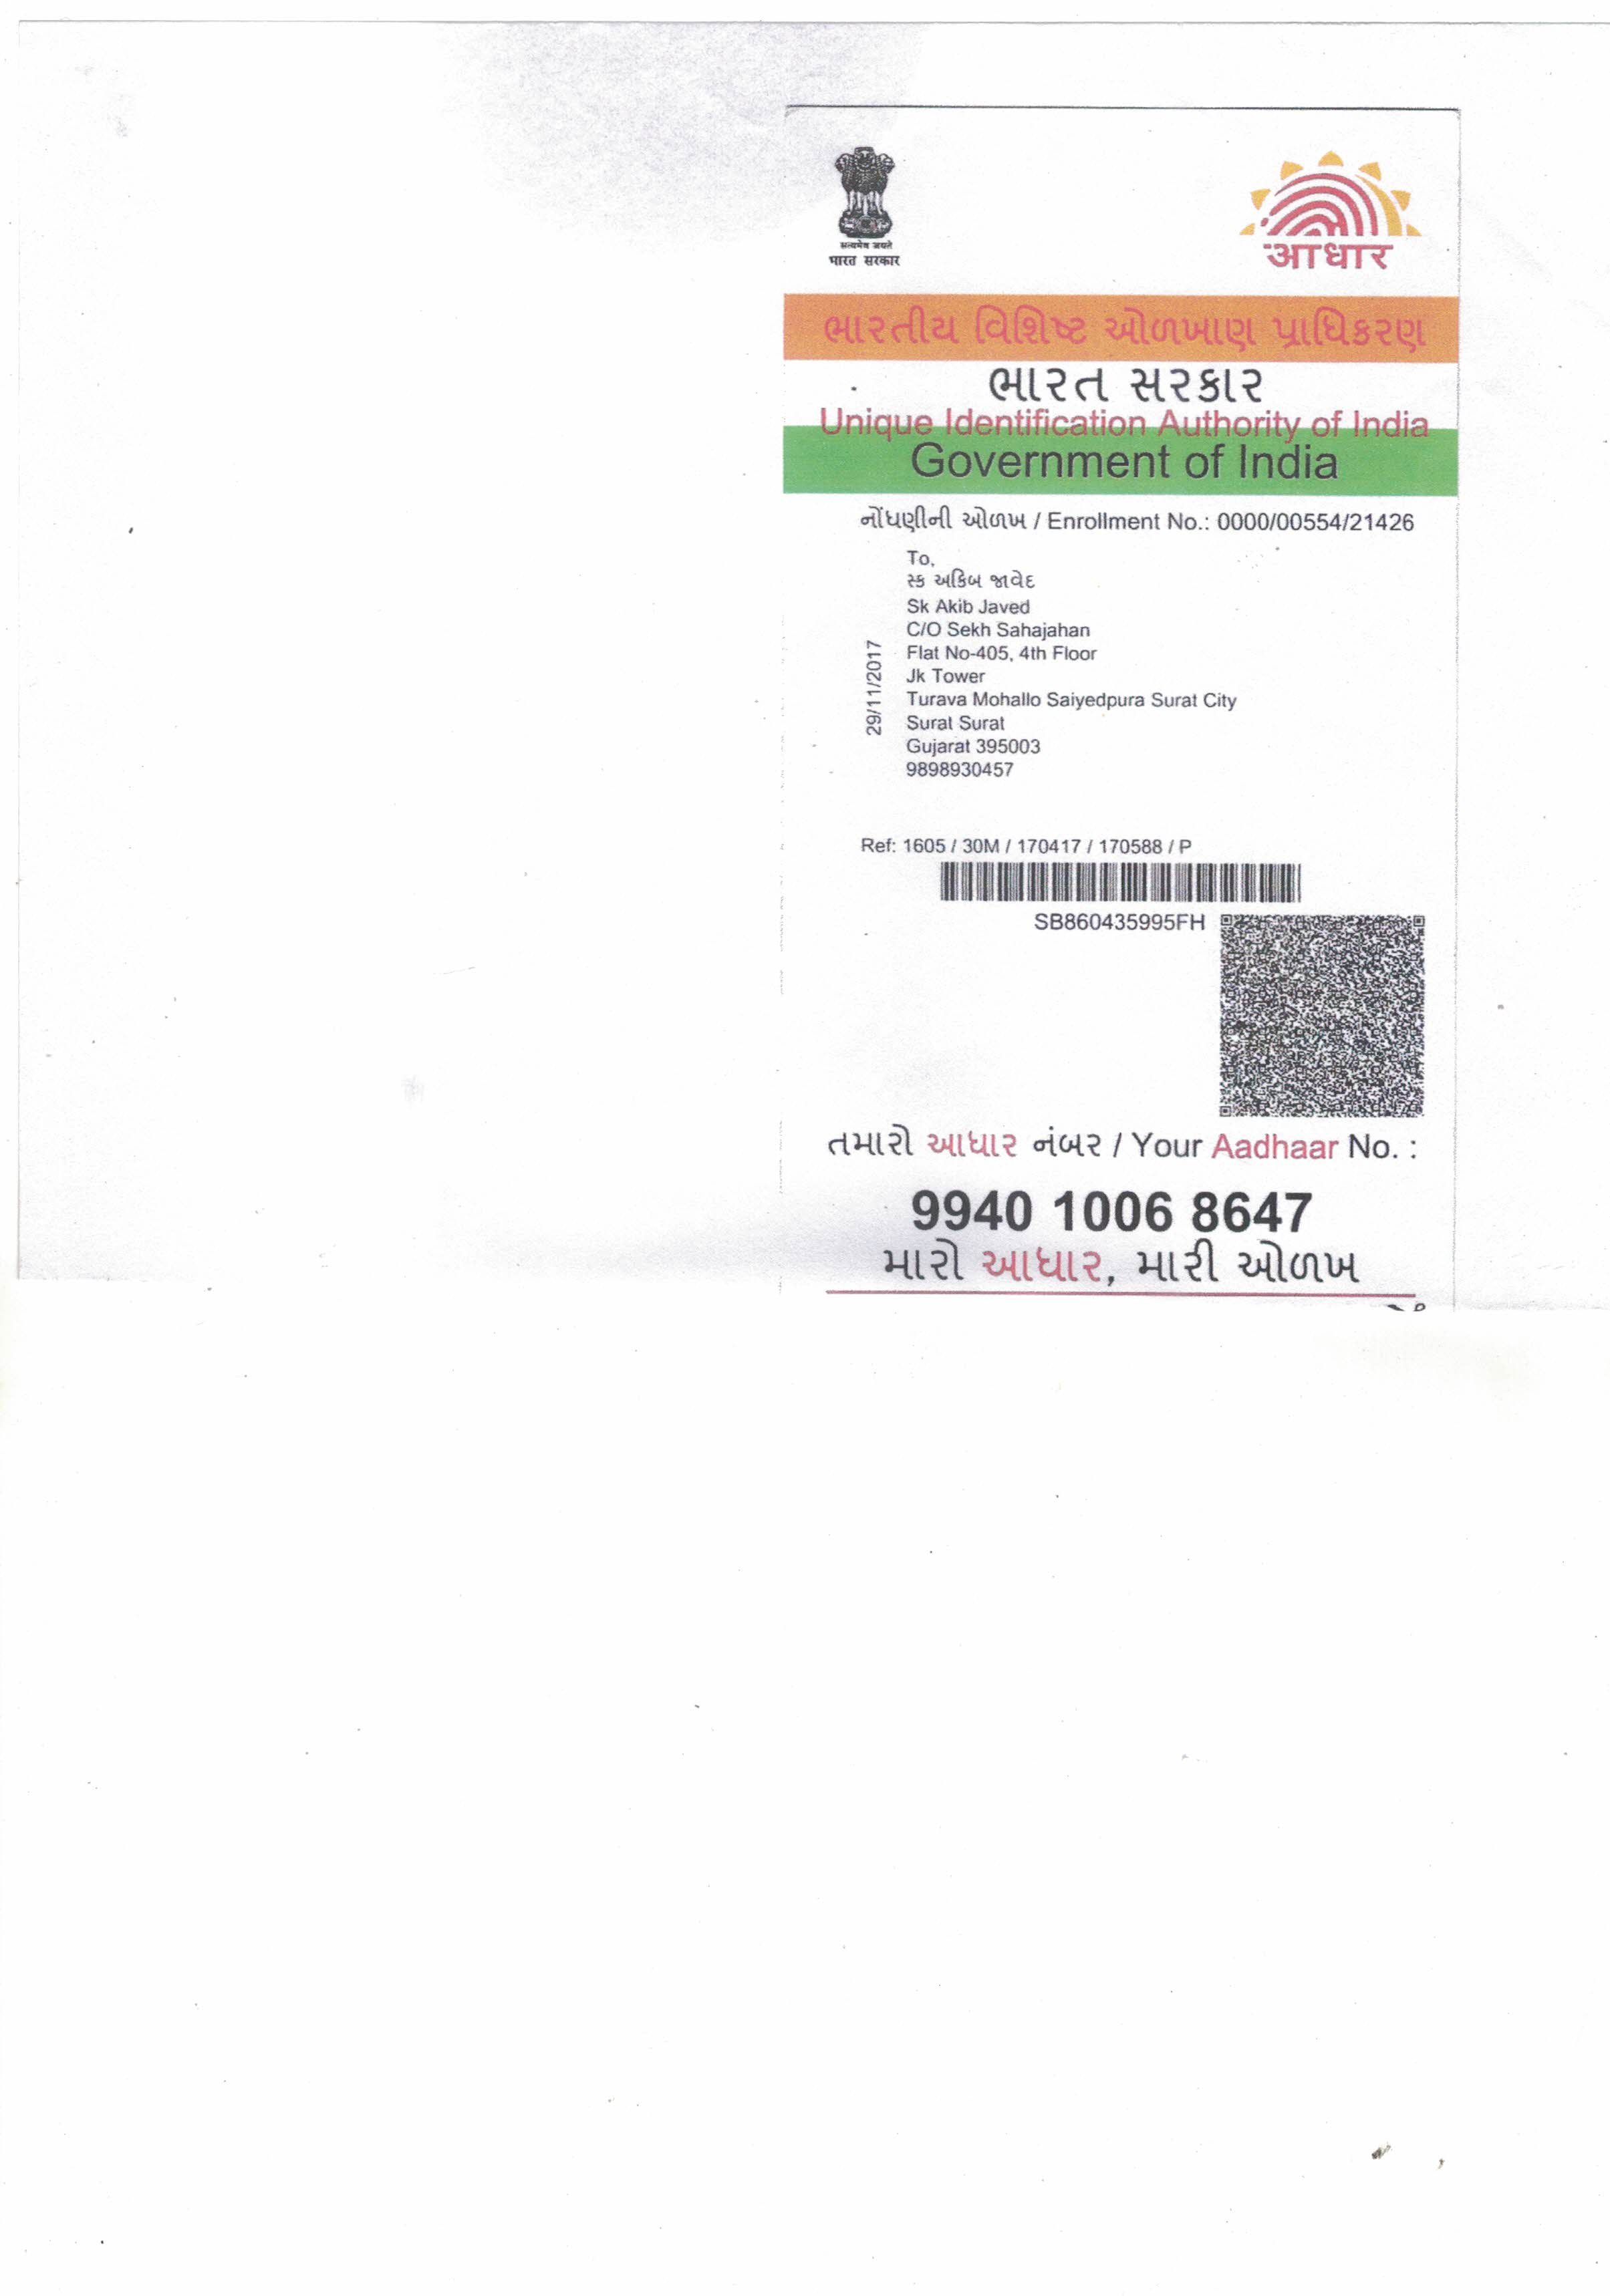 सत्यमेव जयते
भारत सरकार
आधार
ભારતીય વિશિષ્ટ ઓળખાણ પ્રાધિકરણ
ભારત સરકાર
Unique Identification Authority of India
Government of India
નોંધણીની ઓળખ / Enrollment No.: 0000/00554/21426
To,
સ્ક અકિબ જાવેદ
Sk Akib Javed
C/O Sekh Sahajahan
Flat No-405, 4th Floor
Jk Tower
Turava Mohallo Saiyedpura Surat City
Surat Surat
Gujarat 395003
9898930457
29/11/2017
Ref: 1605 / 30M / 170417 / 170588 / P
SB860435995FH
તમારો આધાર નંબર / Your Aadhaar No. :
9940 1006 8647
મારો આધાર, મારી ઓળખ